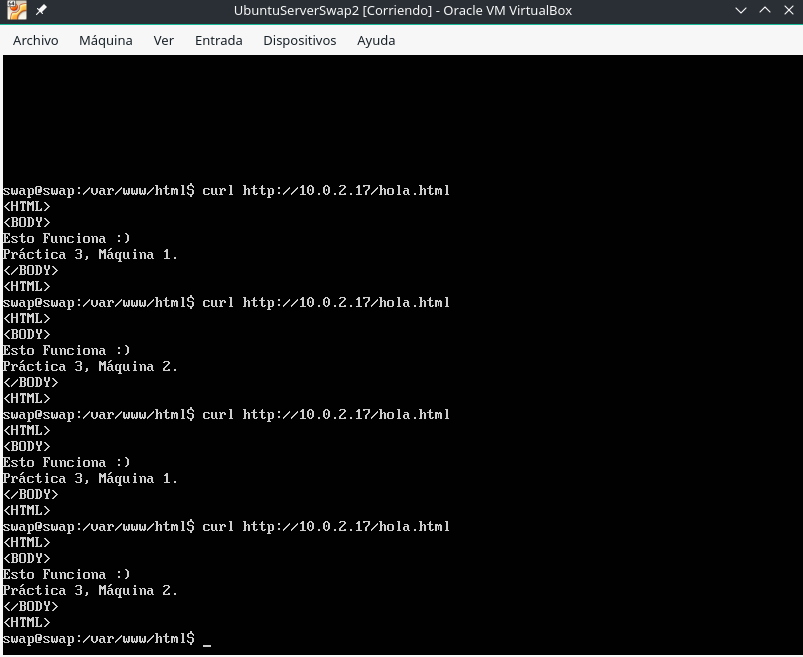 UbuntuServerSwap2 [Corriendo] - Oracle VM VirtualBox
Archivo Máquina Ver Entrada Dispositivos Ayuda
swap@swap:/var/www/html$ curl http://10.0.2.17/hola.html
<HTML>
<BODY>
Esto Funciona :)
Práctica 3, Máquina 1.
</BODY>
<HTML>
swap@swap:/var/www/html$ curl http://10.0.2.17/hola.html
<HTML>
<BODY>
Esto Funciona :)
Práctica 3, Máquina 2.
</BODY>
<HTML>
swap@swap:/var/www/html$ curl http://10.0.2.17/hola.html
<HTML>
<BODY>
Esto Funciona :)
Práctica 3, Máquina 1.
</BODY>
<HTML>
swap@swap:/var/www/html$ curl http://10.0.2.17/hola.html
<HTML>
<BODY>
Esto Funciona :)
Práctica 3, Máquina 2.
</BODY>
<HTML>
swap@swap:/var/www/html$ _